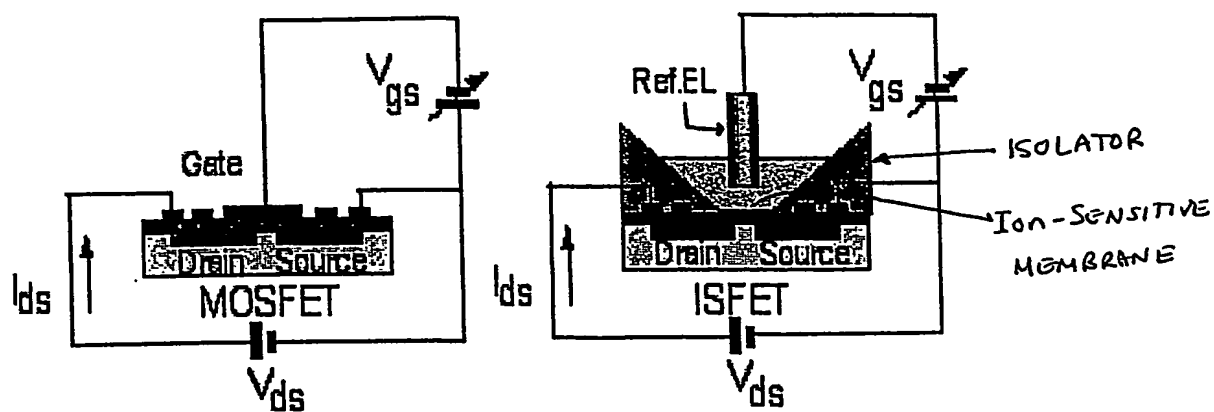 Vgs
Gate
Ids
Drain Source
MOSFET
Vds
Ref.EL
Vgs
ISOLATOR
Ion-SENSITIVE
MEMBRANE
Ids
Drain Source
ISFET
Vds